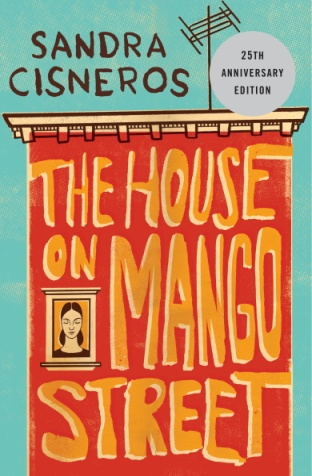 SANDRA
CISNEROS
25TH
ANNIVERSARY
EDITION
THE HOUSE
ON MANGO
STREET